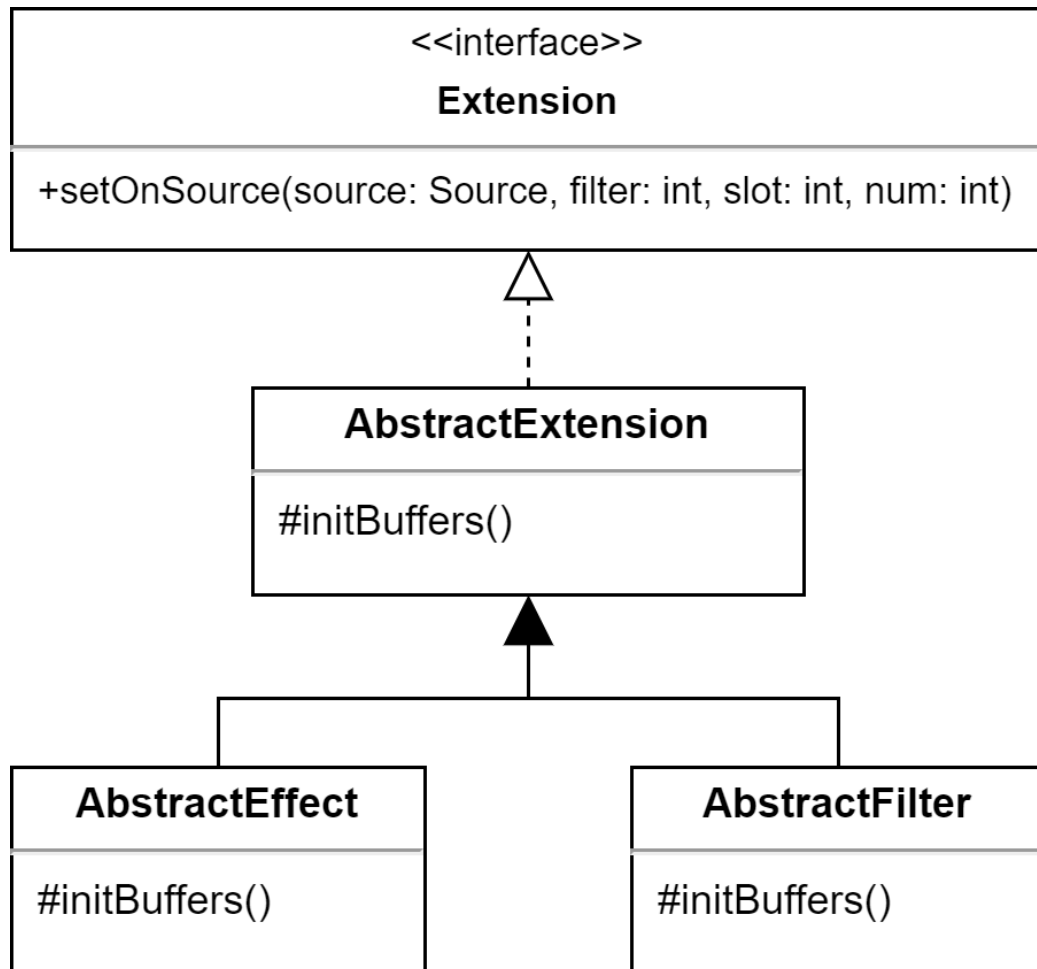 <<interface>>
Extension
+setOnSource(source: Source, filter: int, slot: int, num: int)
AbstractExtension
#initBuffers()
AbstractEffect
#initBuffers()
AbstractFilter
#initBuffers()